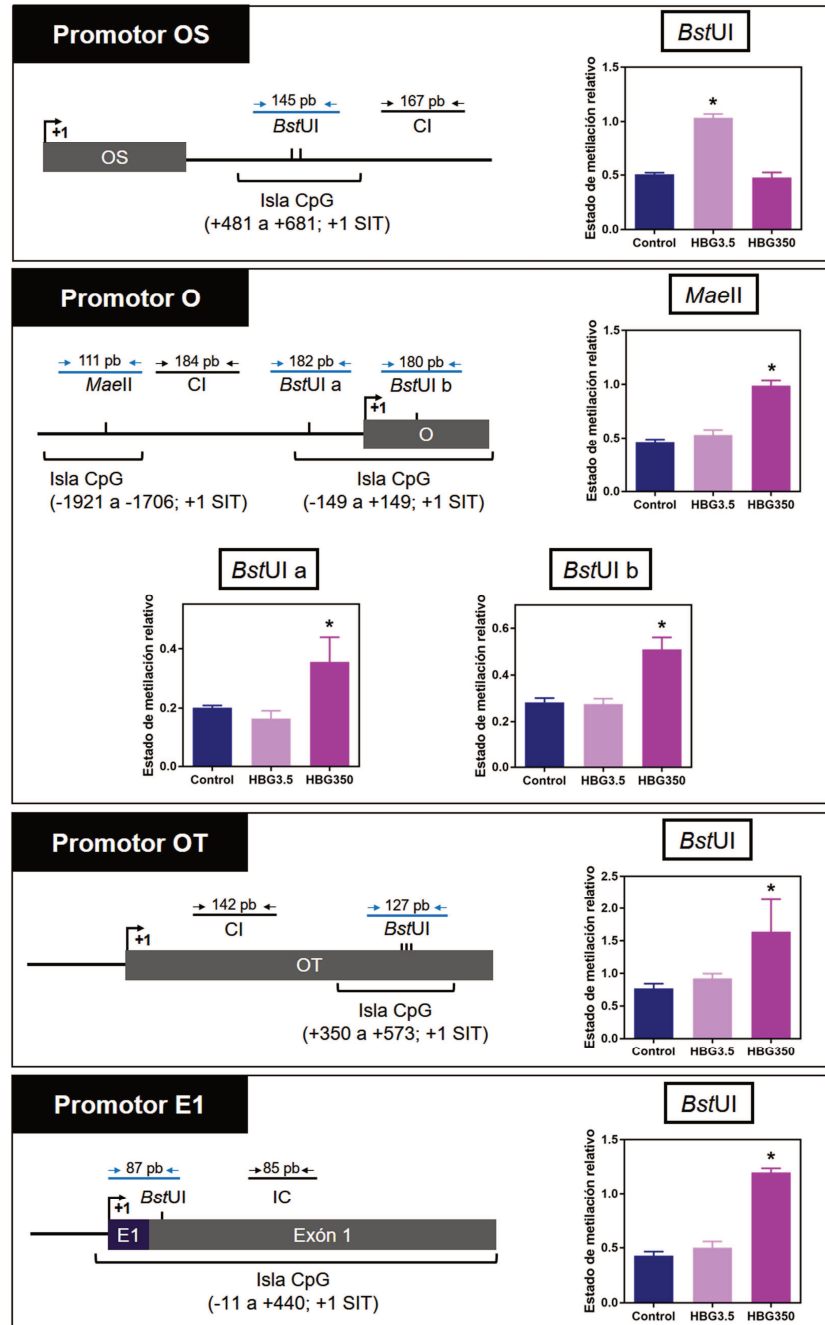 Promotor OS
+1
OS
145 pb
BstUI
167 pb
CI
Isla CpG
(+481 a +681; +1 SIT)
BstUI
Estado de metilación relativo
1.5
1.0
0.5
0.0
*
Control HBG3.5 HBG350
Promotor O
111 pb
MaeII
184 pb
CI
182 pb
BstUI a
180 pb
BstUI b
+1
O
Isla CpG
(-1921 a -1706; +1 SIT)
Isla CpG
(-149 a +149; +1 SIT)
MaeII
Estado de metilación relativo
1.5
1.0
0.5
0.0
*
Control HBG3.5 HBG350
BstUI a
Estado de metilación relativo
0.4
0.2
0.0
*
Control HBG3.5 HBG350
BstUI b
Estado de metilación relativo
0.6
0.4
0.2
0.0
*
Control HBG3.5 HBG350
Promotor OT
+1
142 pb
CI
127 pb
BstUI
OT
Isla CpG
(+350 a +573; +1 SIT)
BstUI
Estado de metilación relativo
2.5
2.0
1.5
1.0
0.5
0.0
*
Control HBG3.5 HBG350
Promotor E1
87 pb
BstUI
85 pb
IC
+1
E1
Exón 1
Isla CpG
(-11 a +440; +1 SIT)
BstUI
Estado de metilación relativo
1.5
1.0
0.5
0.0
*
Control HBG3.5 HBG350